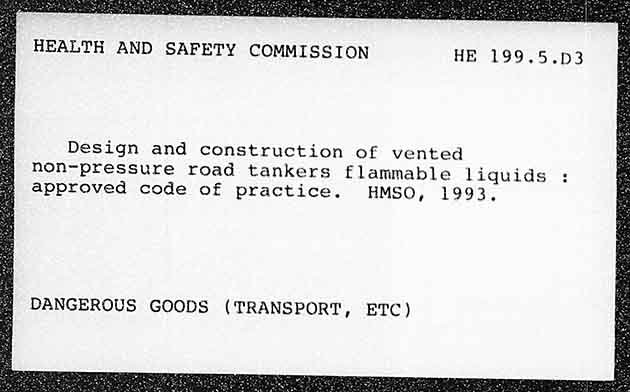 HEALTH AND SAFETY COMMISSION HE 199.5.D3
Design and construction of vented
non-pressure road tankers flammable liquids :
approved code of practice. HMSO, 1993.
DANGEROUS GOODS (TRANSPORT, ETC)